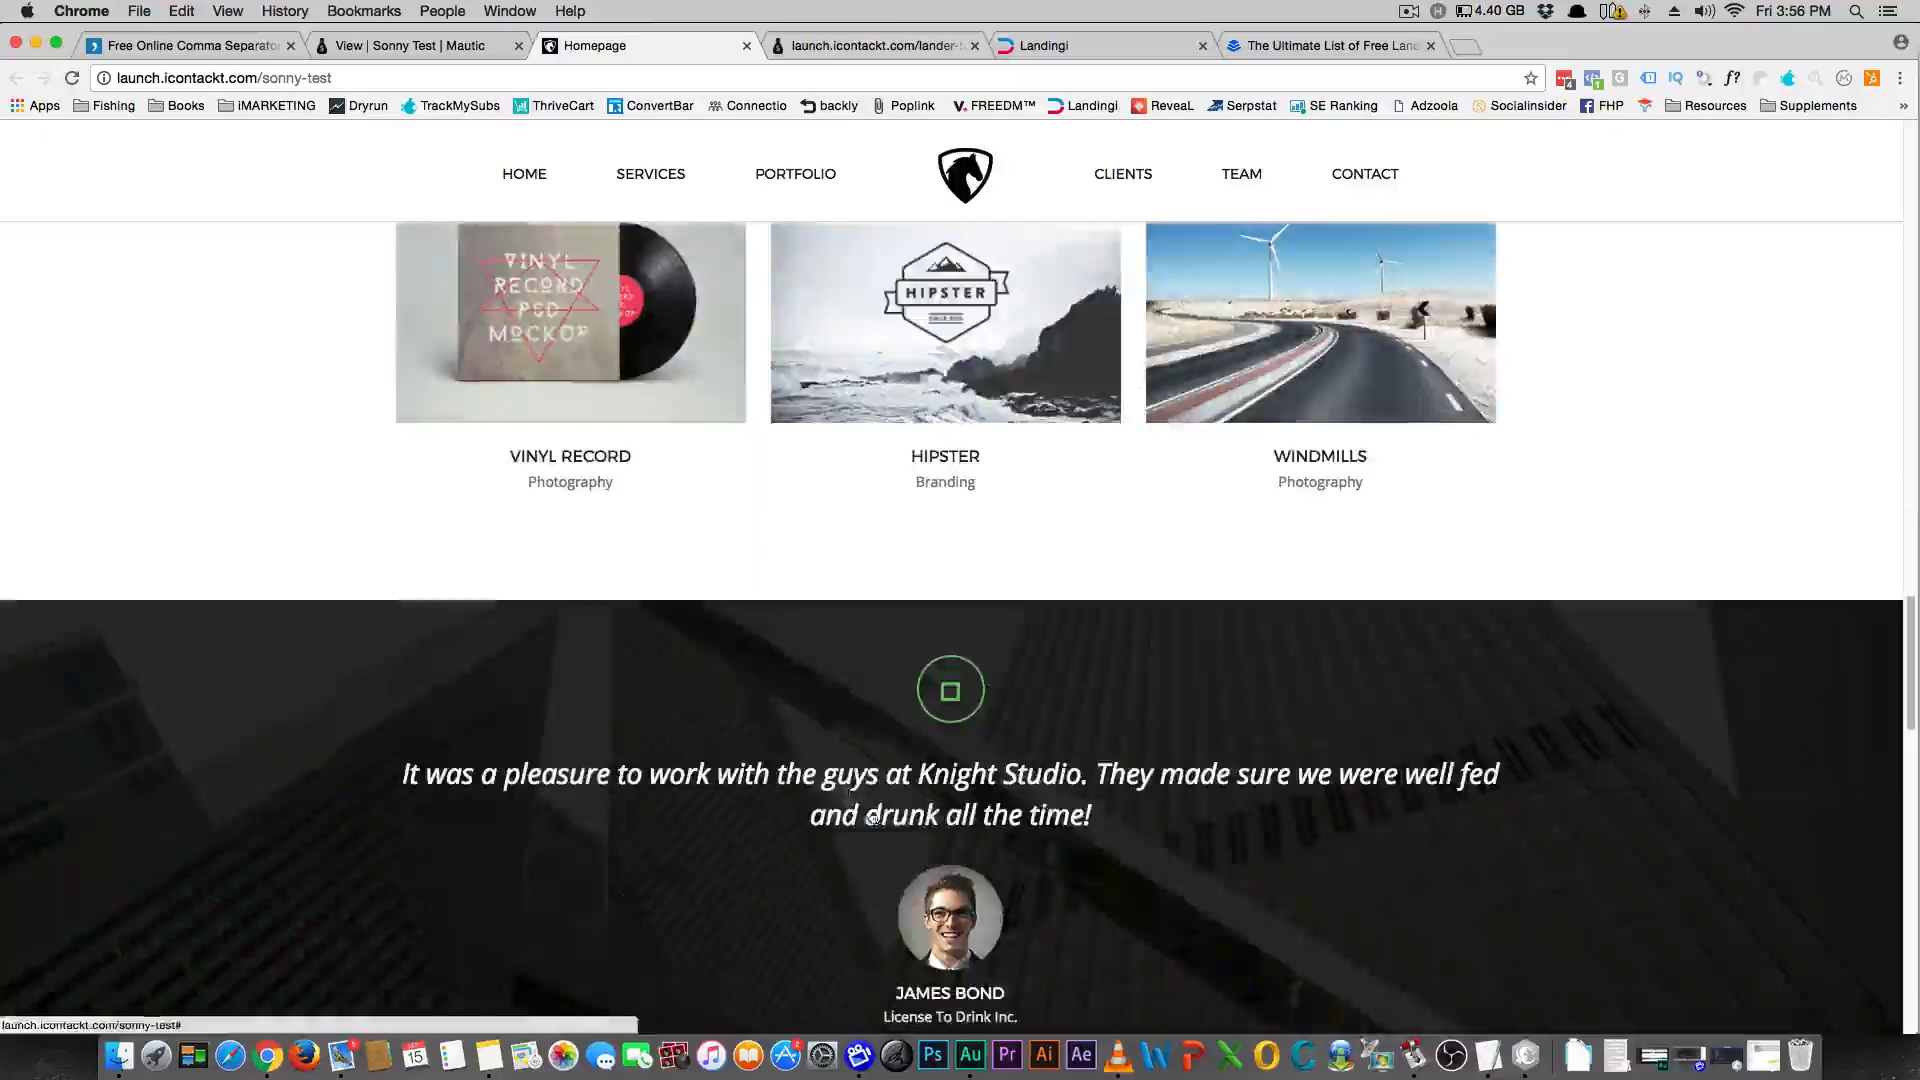 Chrome File Edit View History Bookmarks People Window Help 4.40 GB Fri 3:56 PM
Free Online Comma Separato View | Sonny Test | Mautic Homepage launch.icontackt.com/lander-t Landingi The Ultimate List of Free Land
launch.icontackt.com/sonny-test
Apps Fishing Books iMARKETING Dryrun TrackMySubs ThriveCart ConvertBar Connectio backly Poplink V. FREEDM™ Landingi ReveaL Serpstat SE Ranking Adzoola Socialinsider FHP Resources Supplements »
HOME SERVICES PORTFOLIO CLIENTS TEAM CONTACT
VINYL
RECORD
PSD
MOCKUP
HIPSTER
VINYL RECORD HIPSTER WINDMILLS
Photography Branding Photography
It was a pleasure to work with the guys at Knight Studio. They made sure we were well fed
and drunk all the time!
JAMES BOND
License To Drink Inc.
launch.icontackt.com/sonny-test#